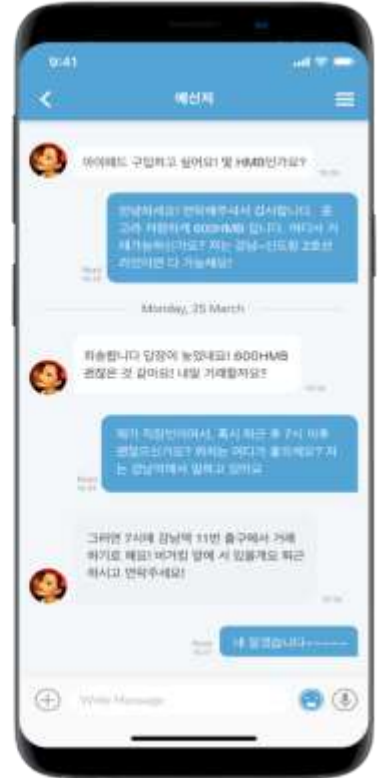 9:41
메신저
아이패드 구입하고 싶어요! 몇 HMB인가요?
안녕하세요! 연락해주셔서 감사합니다. 중
고라 저렴하게 600HMB 입니다. 어디서 거
래가능하신가요? 저는 강남-신도림 2호선
라인이면 다 가능해요!
Read
Monday, 25 March
죄송합니다 답장이 늦었네요! 600HMB
괜찮은 것 같아요! 내일 거래할까요?
제가 직장인이여서, 혹시 퇴근 후 7시 이후
괜찮으신가요? 위치는 어디가 좋으세요? 저
는 강남역에서 일하고 있어요
Read
그러면 7시에 강남역 11번 출구에서 거래
하기로 해요! 버거킹 앞에 서 있을게요 퇴근
하시고 연락주세요!
Read
네 알겠습니다~~~~~
Write Message